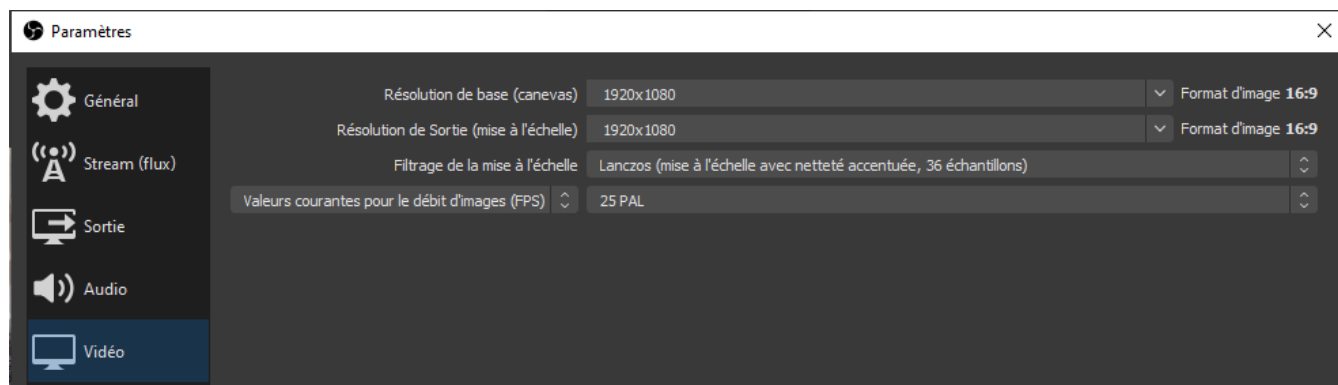 Paramètres
Général
Stream (flux)
Sortie
Audio
Vidéo
Résolution de base (canevas) 1920x1080 Format d'image 16:9
Résolution de Sortie (mise à l'échelle) 1920x1080 Format d'image 16:9
Filtrage de la mise à l'échelle Lanczos (mise à l'échelle avec netteté accentuée, 36 échantillons)
Valeurs courantes pour le débit d'images (FPS) 25 PAL